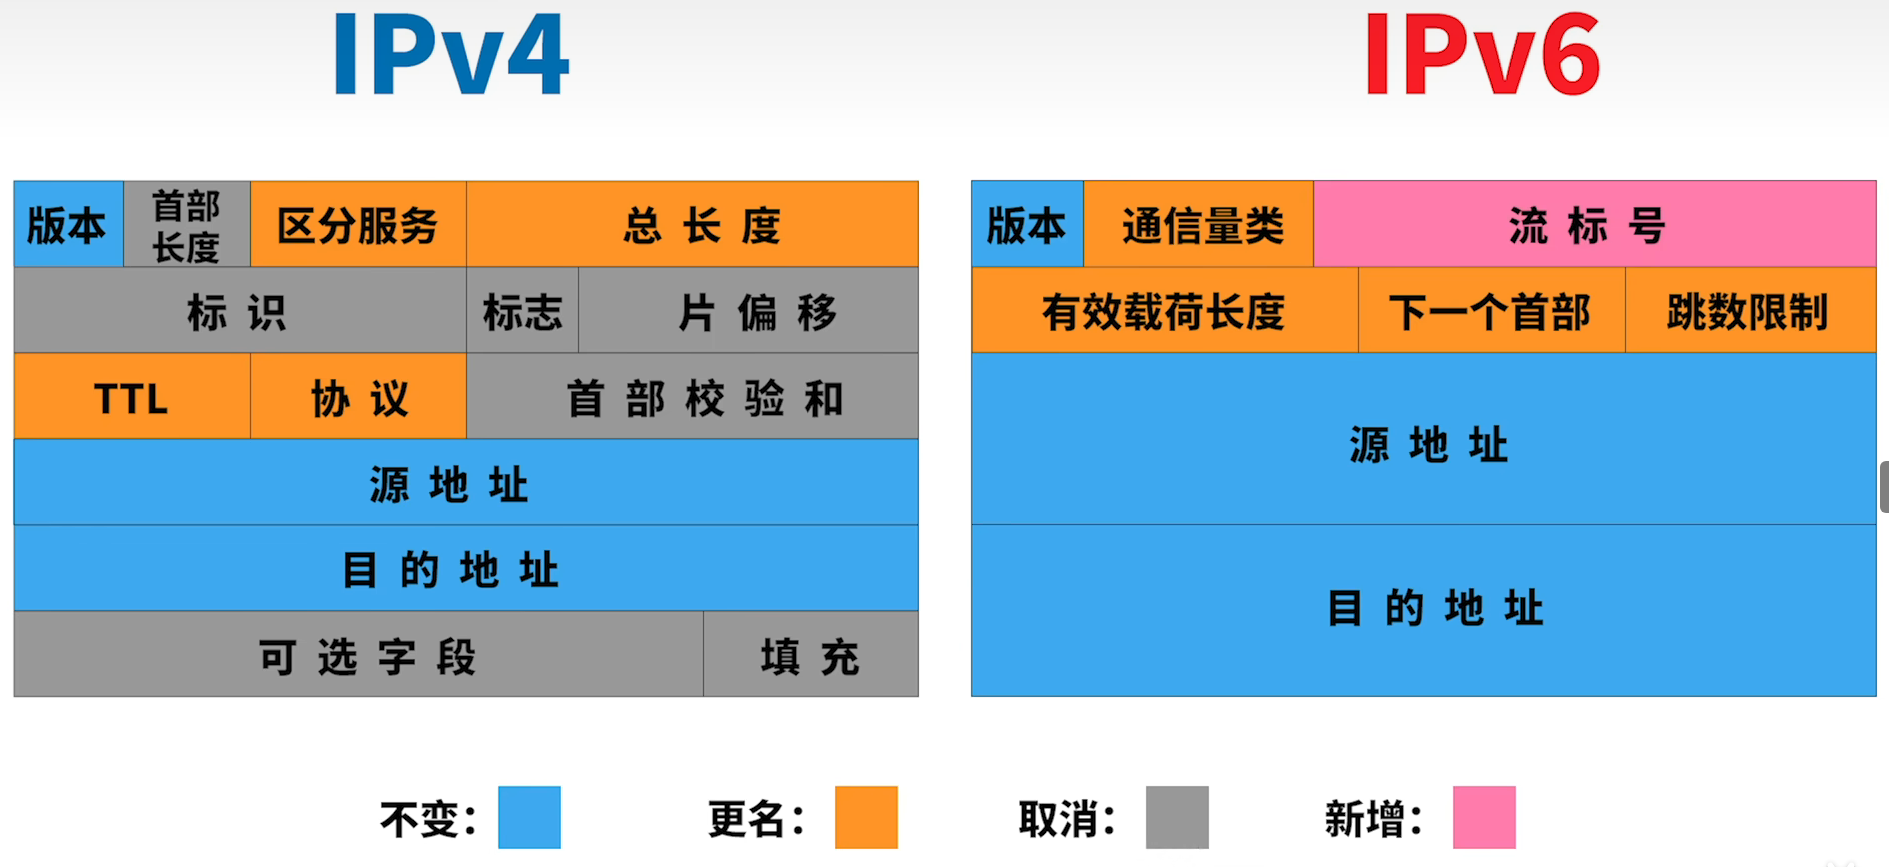 IPv4
IPv6
版本
首部
长度
区分服务
总长度
标识
标志
片偏移
TTL
协议
首部校验和
源地址
目的地址
可选字段
填充
版本
通信量类
流标号
有效载荷长度
下一个首部
跳数限制
源地址
目的地址
不变：
更名：
取消：
新增：